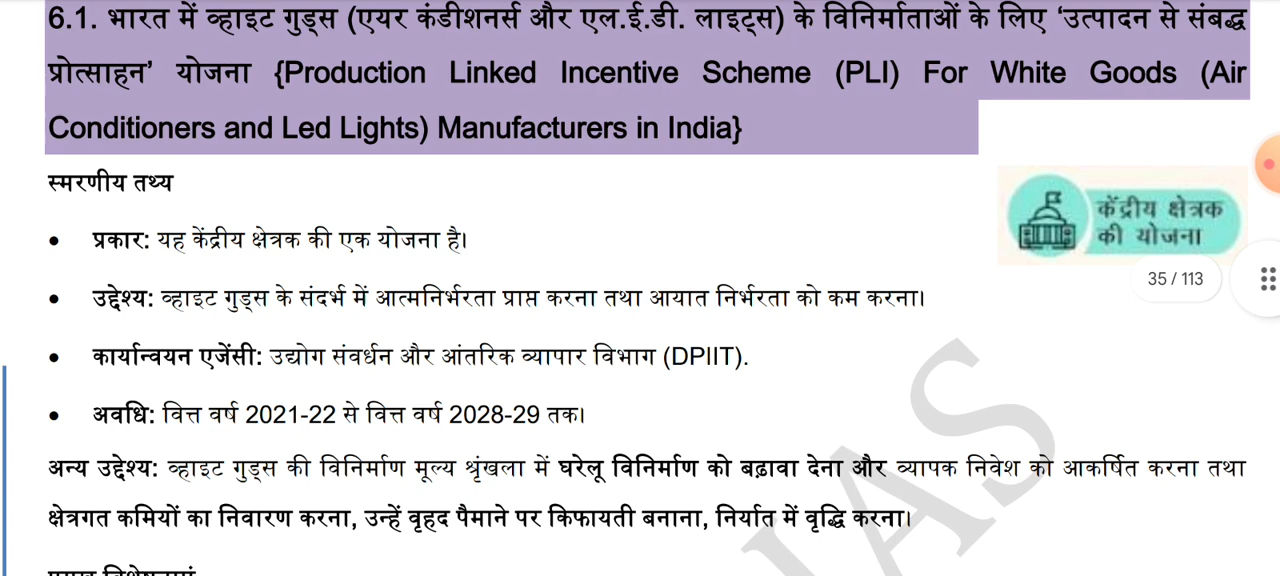 6.1. भारत में व्हाइट गुड्स (एयर कंडीशनर्स और एल.ई.डी. लाइट्स) के विनिर्माताओं के लिए 'उत्पादन से संबद्ध
प्रोत्साहन' योजना {Production Linked Incentive Scheme (PLI) For White Goods (Air
Conditioners and Led Lights) Manufacturers in India}
स्मरणीय तथ्य
केंद्रीय क्षेत्रक
की योजना
• प्रकार: यह केंद्रीय क्षेत्रक की एक योजना है।
35 / 113
• उद्देश्य: व्हाइट गुड्स के संदर्भ में आत्मनिर्भरता प्राप्त करना तथा आयात निर्भरता को कम करना।
• कार्यान्वयन एजेंसी: उद्योग संवर्धन और आंतरिक व्यापार विभाग (DPIIT).
• अवधि: वित्त वर्ष 2021-22 से वित्त वर्ष 2028-29 तक।
अन्य उद्देश्य: व्हाइट गुड्स की विनिर्माण मूल्य श्रृंखला में घरेलू विनिर्माण को बढ़ावा देना और व्यापक निवेश को आकर्षित करना तथा
क्षेत्रगत कमियों का निवारण करना, उन्हें वृहद पैमाने पर किफायती बनाना, निर्यात में वृद्धि करना।
IAS